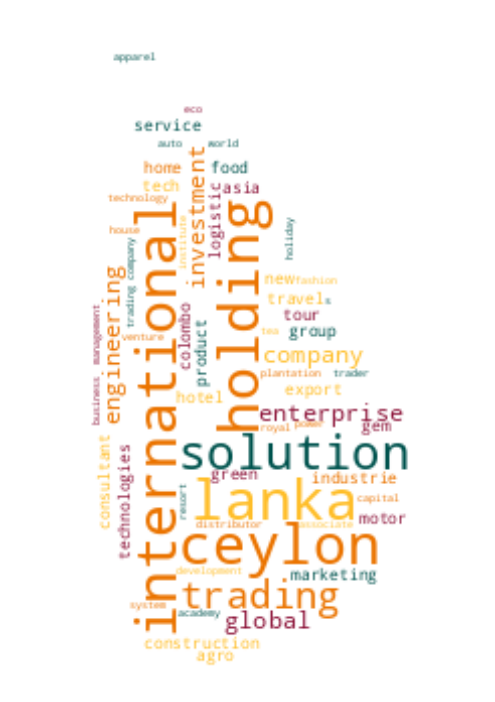 apparel
eco
service
auto
world
home
food
tech
investment
asia
technology
logistic
international
holding
institute
holiday
house
trading company
engineering
new
fashion
travel
s
colombo
tour
business management
product
tea
group
venture
company
plantation
trader
hotel
export
enterprise
royal
power
gem
consultant
solution
technologies
green
industrie
resort
lanka
capital
motor
distributor
associate
ceylon
development
marketing
trading
system
academy
global
construction
agro